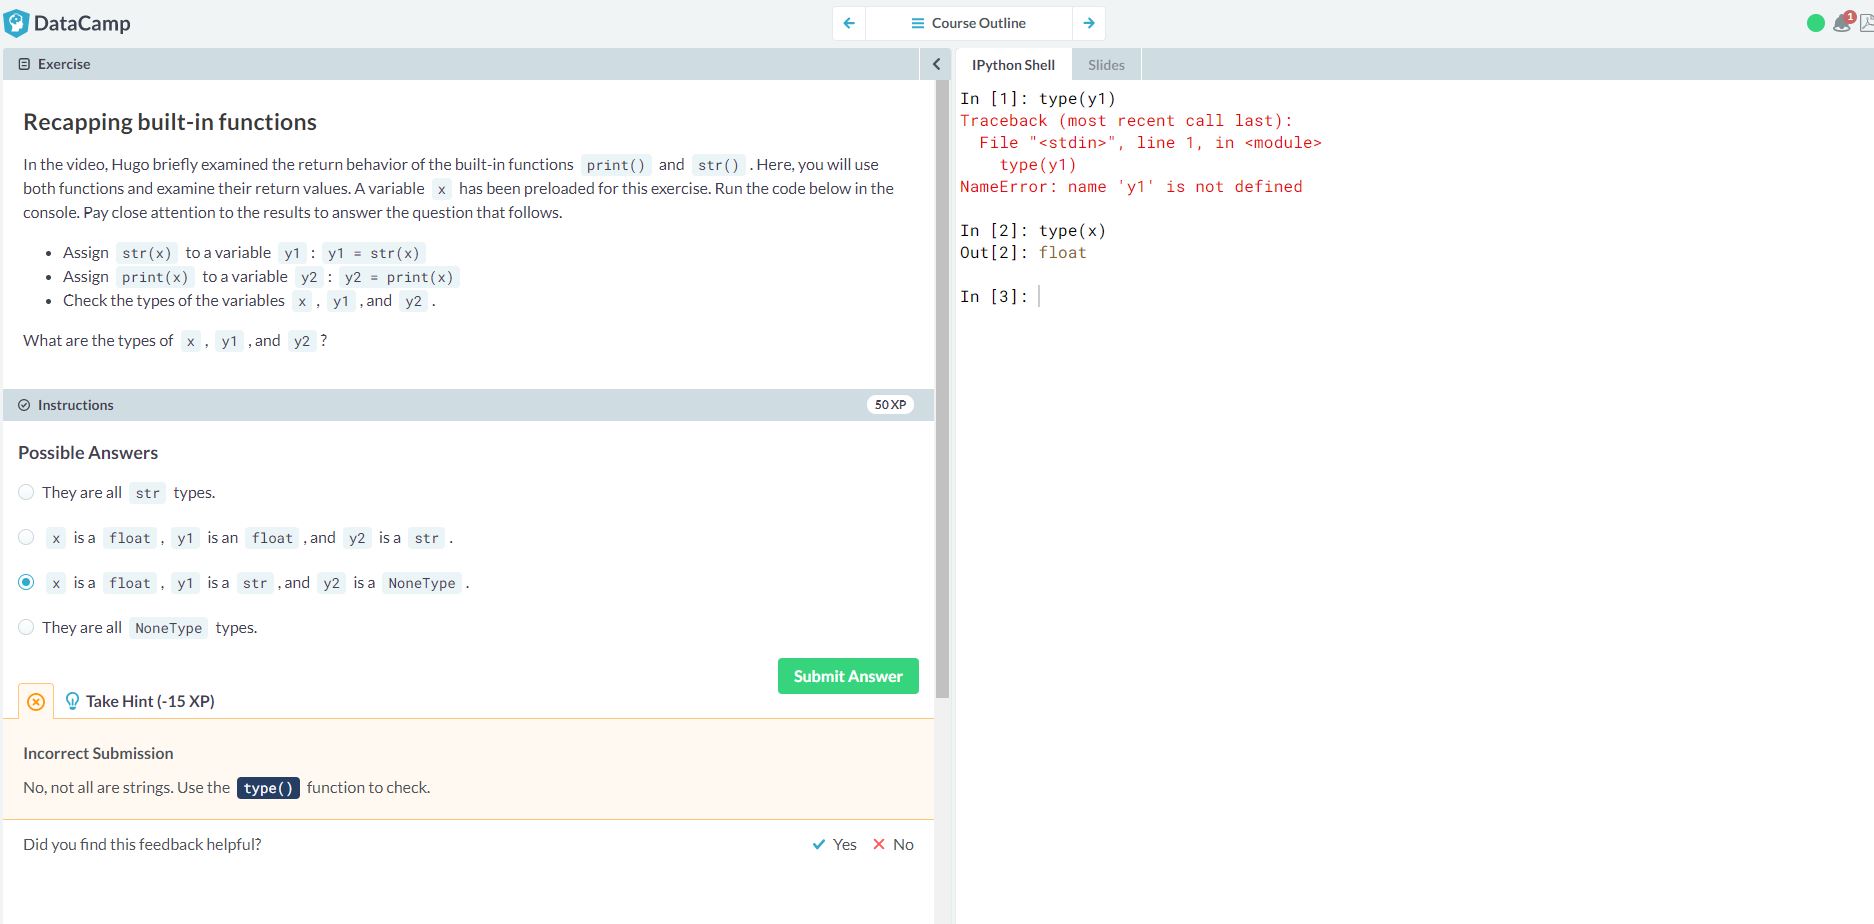 DataCamp
Course Outline
1
Exercise
IPython Shell
Slides
Recapping built-in functions
In the video, Hugo briefly examined the return behavior of the built-in functions print() and str() . Here, you will use
both functions and examine their return values. A variable x has been preloaded for this exercise. Run the code below in the
console. Pay close attention to the results to answer the question that follows.
• Assign str(x) to a variable y1 : y1 = str(x)
• Assign print(x) to a variable y2 : y2 = print(x)
• Check the types of the variables x , y1 , and y2 .
What are the types of x , y1 , and y2 ?
Instructions
50 XP
Possible Answers
They are all str types.
x is a float , y1 is an float , and y2 is a str .
x is a float , y1 is a str , and y2 is a NoneType .
They are all NoneType types.
Submit Answer
Take Hint (-15 XP)
Incorrect Submission
No, not all are strings. Use the type() function to check.
Did you find this feedback helpful?
Yes
No
In [1]: type(y1)
Traceback (most recent call last):
  File "<stdin>", line 1, in <module>
    type(y1)
NameError: name 'y1' is not defined
In [2]: type(x)
Out[2]: float
In [3]: